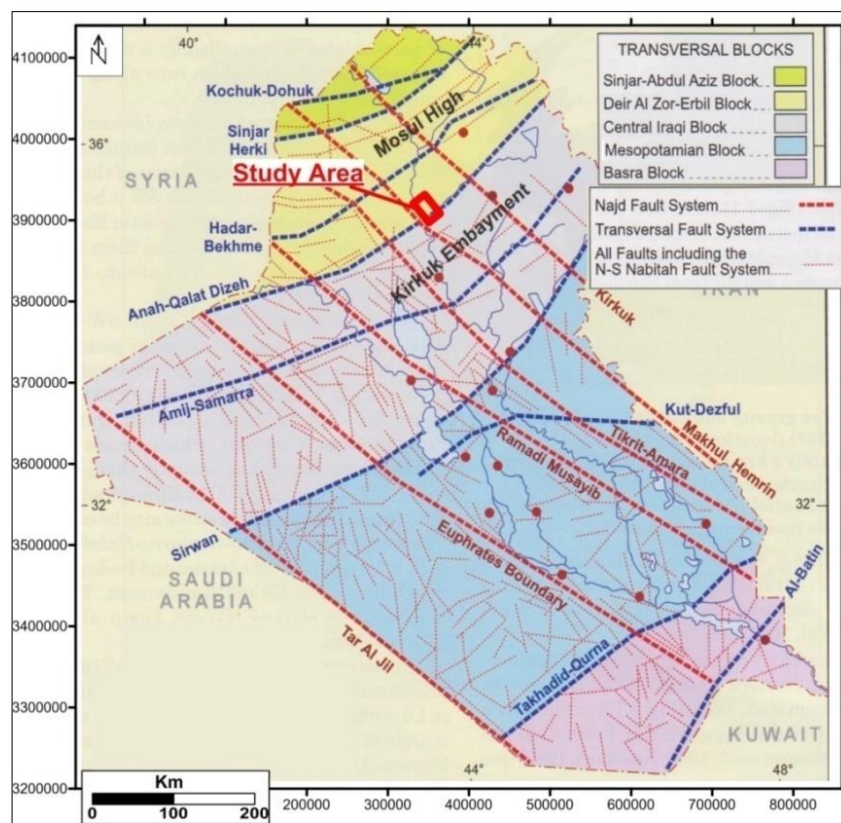 N
40°
44°
4100000
4000000
3900000
3800000
3700000
3600000
3500000
3400000
3300000
3200000
36°
32°
TRANSVERSAL BLOCKS
Sinjar-Abdul Aziz Block
Deir Al Zor-Erbil Block
Central Iraqi Block
Mesopotamian Block
Basra Block
Najd Fault System
Transversal Fault System
All Faults including the
N-S Nabitah Fault System
Kochuk-Dohuk
Sinjar
Herki
Mosul High
SYRIA
Study Area
Hadar-
Bekhme
Kirkuk Embayment
Anah-Qalat Dizeh
IRAN
Kirkuk
Amij-Samarra
Kut-Dezful
Makhul Hemrin
Tikrit-Amara
Ramadi Musayib
32°
Sirwan
Euphrates Boundary
Al-Batin
SAUDI
ARABIA
Tar Al Jil
Takhadid-Qurna
KUWAIT
Km
0 100 200
44°
48°
200000 300000 400000 500000 600000 700000 800000